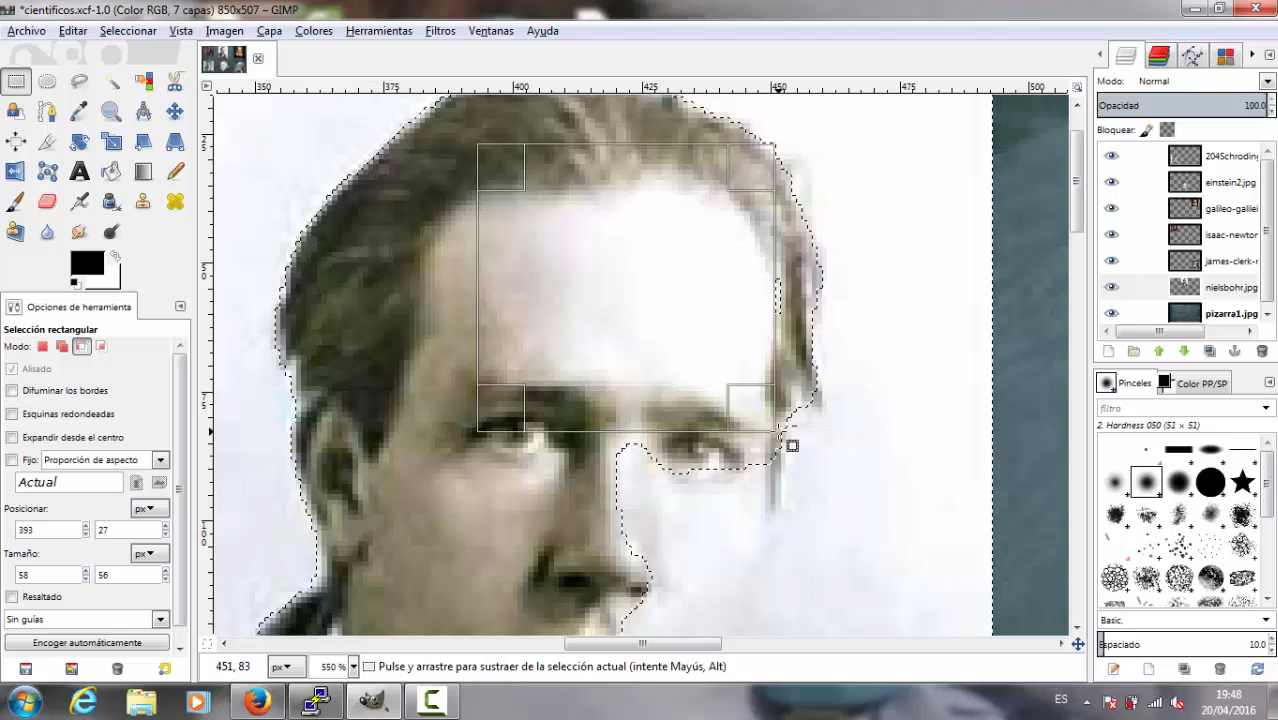 *cientificos.xcf-1.0 (Color RGB, 7 capas) 850x507 – GIMP
Archivo Editar Seleccionar Vista Imagen Capa Colores Herramientas Filtros Ventanas Ayuda
350 375 400 425 450 475 500
25
50
75
100
Opciones de herramienta
Selección rectangular
Modo:
Alisado
Difuminar los bordes
Esquinas redondeadas
Expandir desde el centro
Fijo: Proporción de aspecto
Actual
Posicionar: px
393 27
Tamaño: px
58 56
Resaltado
Sin guías
Encoger automáticamente
451, 83 px 550 % Pulse y arrastre para sustraer de la selección actual (intente Mayús, Alt)
Modo: Normal
Opacidad 100.0
Bloquear:
204Schroding
einstein2.jpg
galileo-galilei
isaac-newton
james-clerk-r
nielsbohr.jpg
pizarra1.jpg
Pinceles Color PP/SP
filtro
2. Hardness 050 (51 × 51)
Basic,
Espaciado 10.0
ES
19:48
20/04/2016